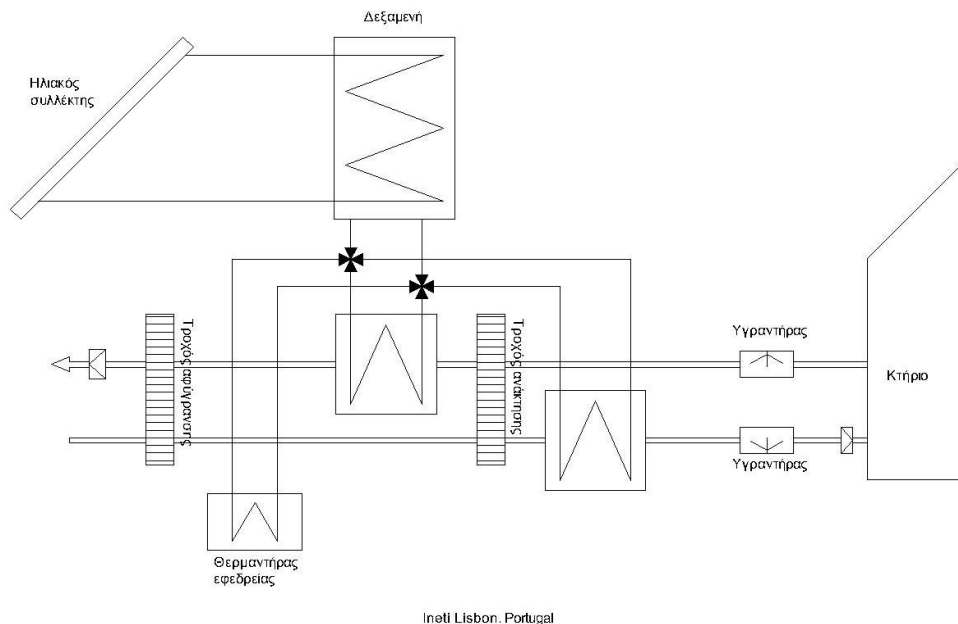 Δεξαμενή
Ηλιακός
συλλέκτης
Τροχός αφύγρανσης
Τροχός ανάκτησης
Υγραντήρας
Κτήριο
Υγραντήρας
Θερμαντήρας
εφεδρείας
Ineti Lisbon, Portugal